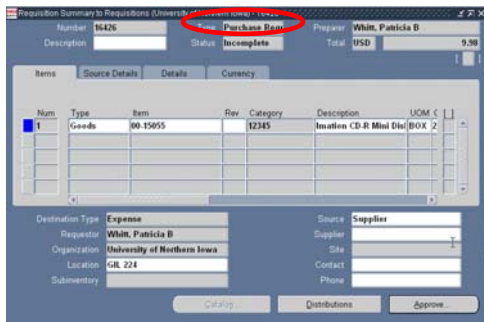 Requisition Summary to Requisitions (University of Northern Iowa) - 16426
Number 16426 Type Purchase Requ Preparer Whitt, Patricia B
Description Status Incomplete Total USD 9.98
Items Source Details Details Currency
Num Type Item Rev Category Description UOM
1 Goods 00-15055 12345 Imation CD-R Mini Dis BOX 2
Destination Type Expense Source Supplier
Requestor Whitt, Patricia B Supplier
Organization University of Northern Iowa Site
Location GIL 224 Contact
Subinventory Phone
Catalog... Distributions Approve...